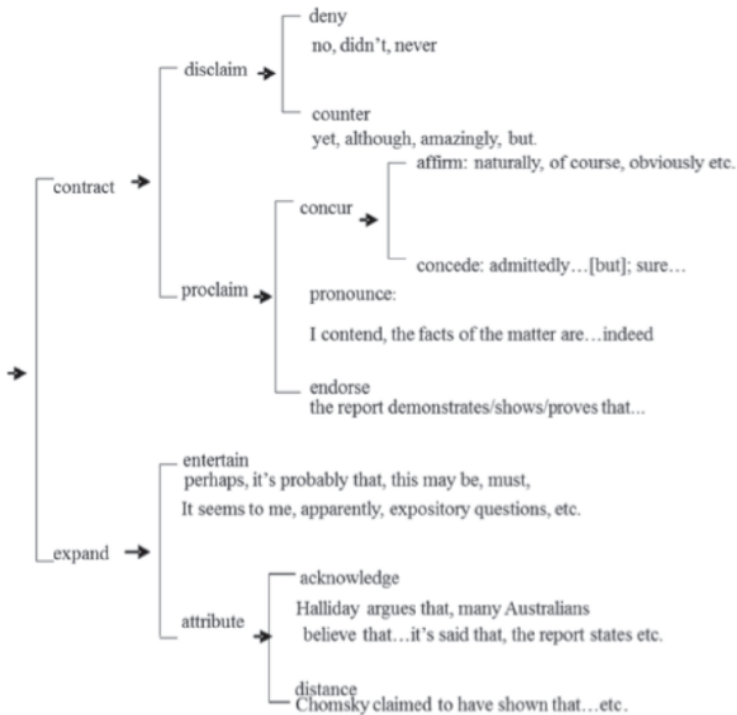 deny
no, didn't, never
disclaim
counter
yet, although, amazingly, but.
affirm: naturally, of course, obviously etc.
contract
concur
concede: admittedly…[but]; sure…
proclaim
pronounce:
I contend, the facts of the matter are…indeed
endorse
the report demonstrates/shows/proves that...
entertain
perhaps, it's probably that, this may be, must,
It seems to me, apparently, expository questions, etc.
expand
acknowledge
Halliday argues that, many Australians
attribute
believe that…it's said that, the report states etc.
distance
Chomsky claimed to have shown that…etc.